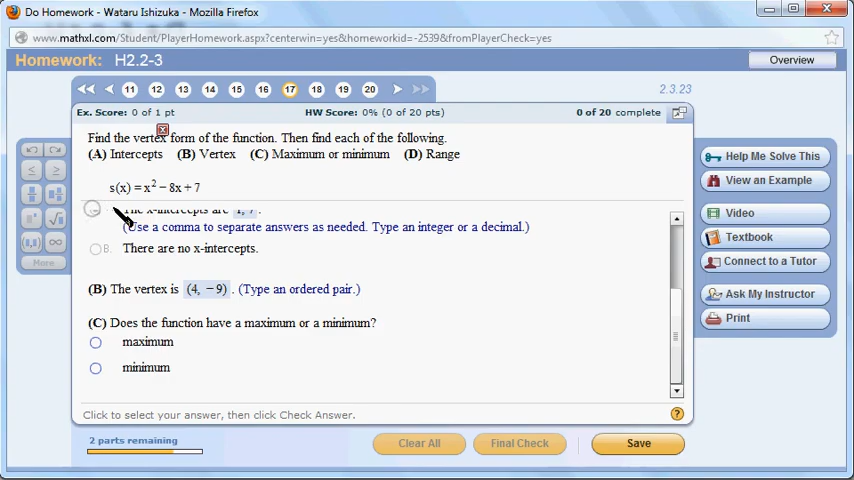 Do Homework - Wataru Ishizuka - Mozilla Firefox
www.mathxl.com/Student/PlayerHomework.aspx?centerwin=yes&homeworkid=-2539&fromPlayerCheck=yes
Homework: H2.2-3
Overview
11 12 13 14 15 16 17 18 19 20
2.3.23
Ex. Score: 0 of 1 pt HW Score: 0% (0 of 20 pts) 0 of 20 complete
Find the vertex form of the function. Then find each of the following.
(A) Intercepts (B) Vertex (C) Maximum or minimum (D) Range
s(x) = x² − 8x + 7
The x-intercepts are 1, 7 .
(Use a comma to separate answers as needed. Type an integer or a decimal.)
B. There are no x-intercepts.
(B) The vertex is (4, −9) . (Type an ordered pair.)
(C) Does the function have a maximum or a minimum?
maximum
minimum
Click to select your answer, then click Check Answer.
?
2 parts remaining
Clear All
Final Check
Save
More
Help Me Solve This
View an Example
Video
Textbook
Connect to a Tutor
Ask My Instructor
Print